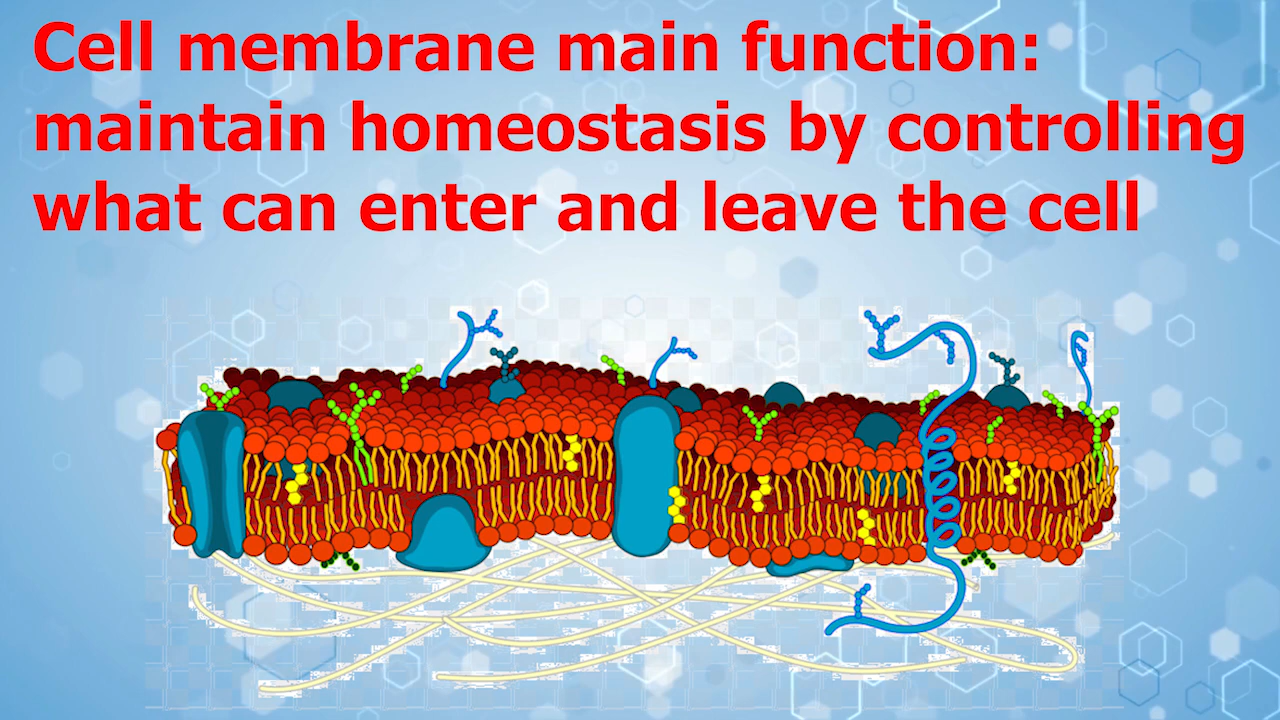 Cell membrane main function:
maintain homeostasis by controlling
what can enter and leave the cell